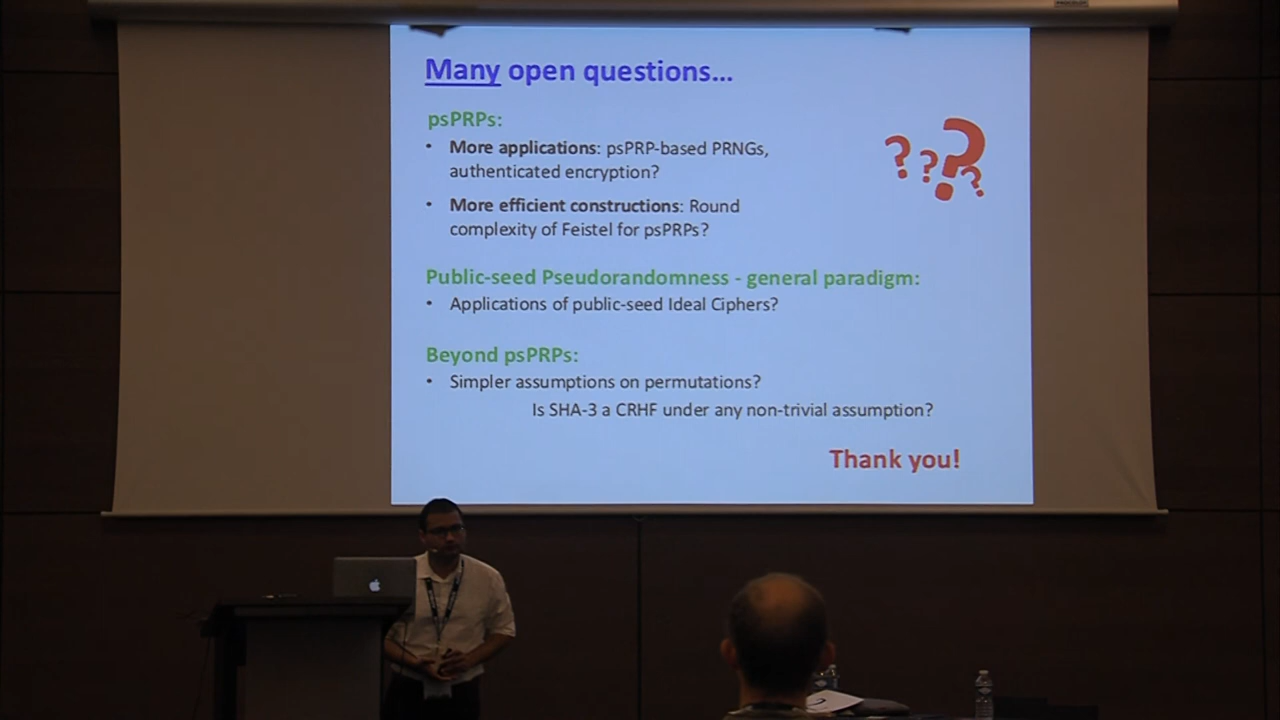 Many open questions...
psPRPs:
• More applications: psPRP-based PRNGs,
authenticated encryption?
• More efficient constructions: Round
complexity of Feistel for psPRPs?
? ? ? ?
Public-seed Pseudorandomness - general paradigm:
• Applications of public-seed Ideal Ciphers?
Beyond psPRPs:
• Simpler assumptions on permutations?
Is SHA-3 a CRHF under any non-trivial assumption?
Thank you!